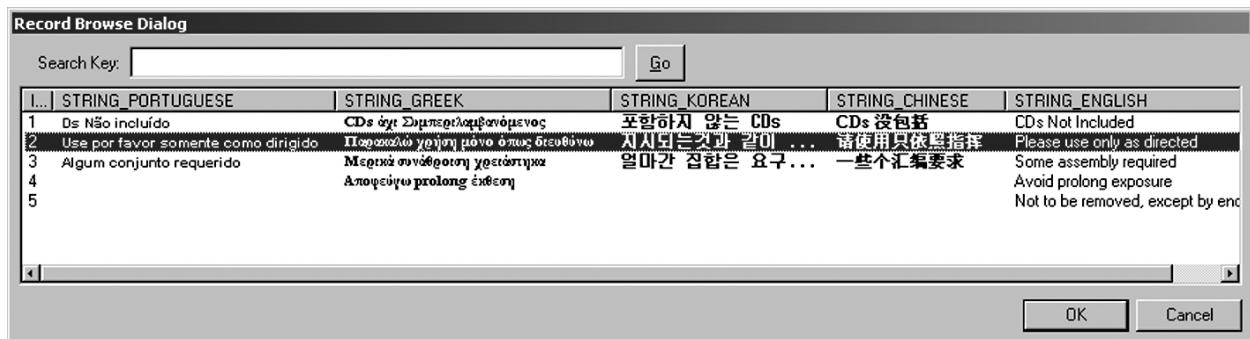 Record Browse Dialog
Search Key: Go
I... STRING_PORTUGUESE STRING_GREEK STRING_KOREAN STRING_CHINESE STRING_ENGLISH
1 Ds Não incluído CDs άχι Συμπεριλαμβανόμενος 포함하지 않는 CDs CDs 没包括 CDs Not Included
2 Use por favor somente como dirigido Παρακαλώ χρήση μόνο όπως διευθύνω 지시되는것과 같이 ... 请使用只依照指挥 Please use only as directed
3 Algum conjunto requerido Μερικά συνάθροιση χρειάστηκα 얼마간 집합은 요구... 一些个汇编要求 Some assembly required
4 Αποφεύγω prolong έκθεση Avoid prolong exposure
5 Not to be removed, except by end
OK Cancel